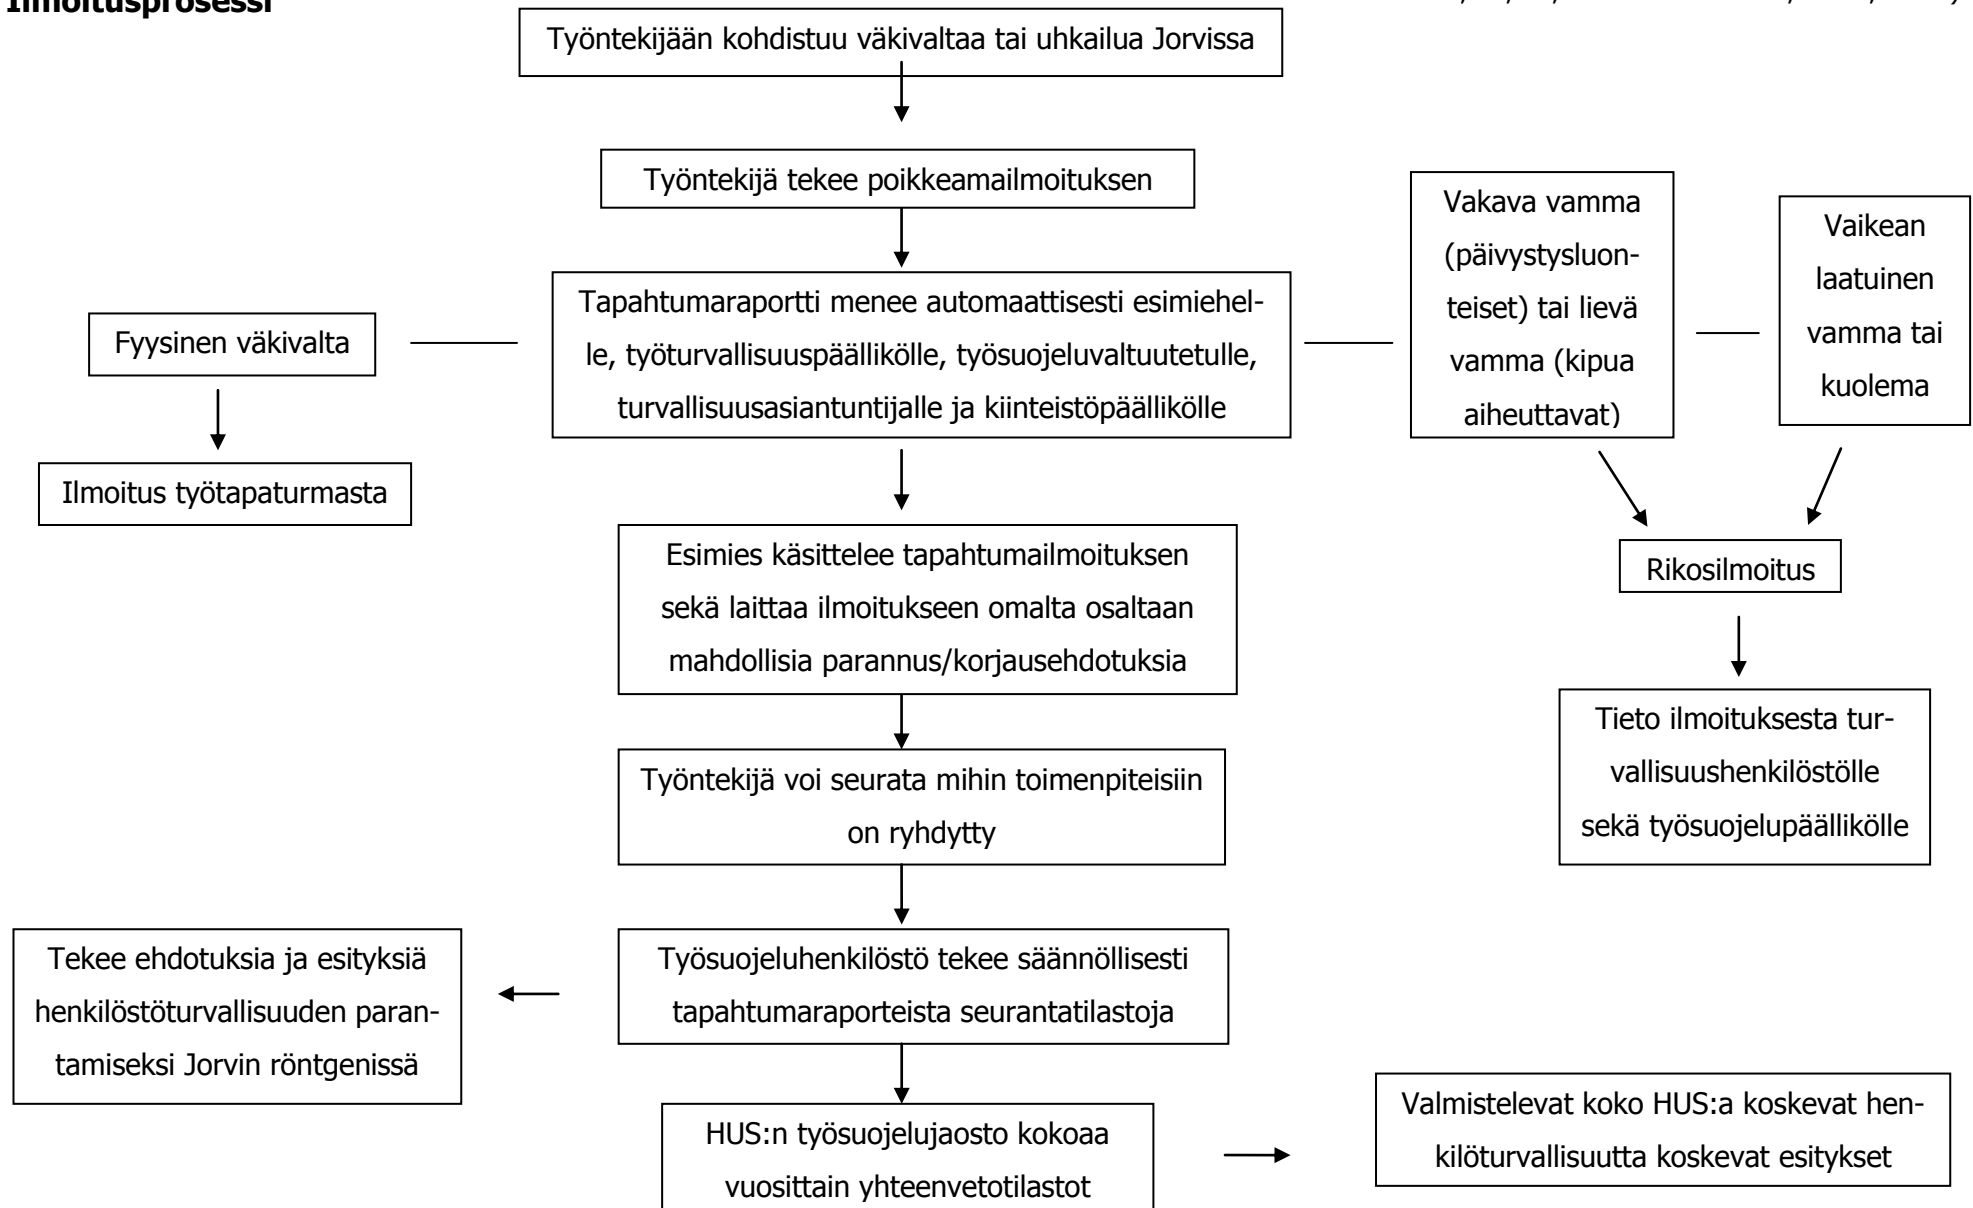 Ilmoitusprosessi
Työntekijään kohdistuu väkivaltaa tai uhkailua Jorvissa
Työntekijä tekee poikkeamailmoituksen
Tapahtumaraportti menee automaattisesti esimiehel-
le, työturvallisuuspäällikölle, työsuojeluvaltuutetulle,
turvallisuusasiantuntijalle ja kiinteistöpäällikölle
Fyysinen väkivalta
Ilmoitus työtapaturmasta
Vakava vamma
(päivystysluon-
teiset) tai lievä
vamma (kipua
aiheuttavat)
Vaikean
laatuinen
vamma tai
kuolema
Rikosilmoitus
Tieto ilmoituksesta tur-
vallisuushenkilöstölle
sekä työsuojelupäällikölle
Esimies käsittelee tapahtumailmoituksen
sekä laittaa ilmoitukseen omalta osaltaan
mahdollisia parannus/korjausehdotuksia
Työntekijä voi seurata mihin toimenpiteisiin
on ryhdytty
Työsuojeluhenkilöstö tekee säännöllisesti
tapahtumaraporteista seurantatilastoja
Tekee ehdotuksia ja esityksiä
henkilöstöturvallisuuden paran-
tamiseksi Jorvin röntgenissä
HUS:n työsuojelujaosto kokoaa
vuosittain yhteenvetotilastot
Valmistelevat koko HUS:a koskevat hen-
kilöturvallisuutta koskevat esitykset